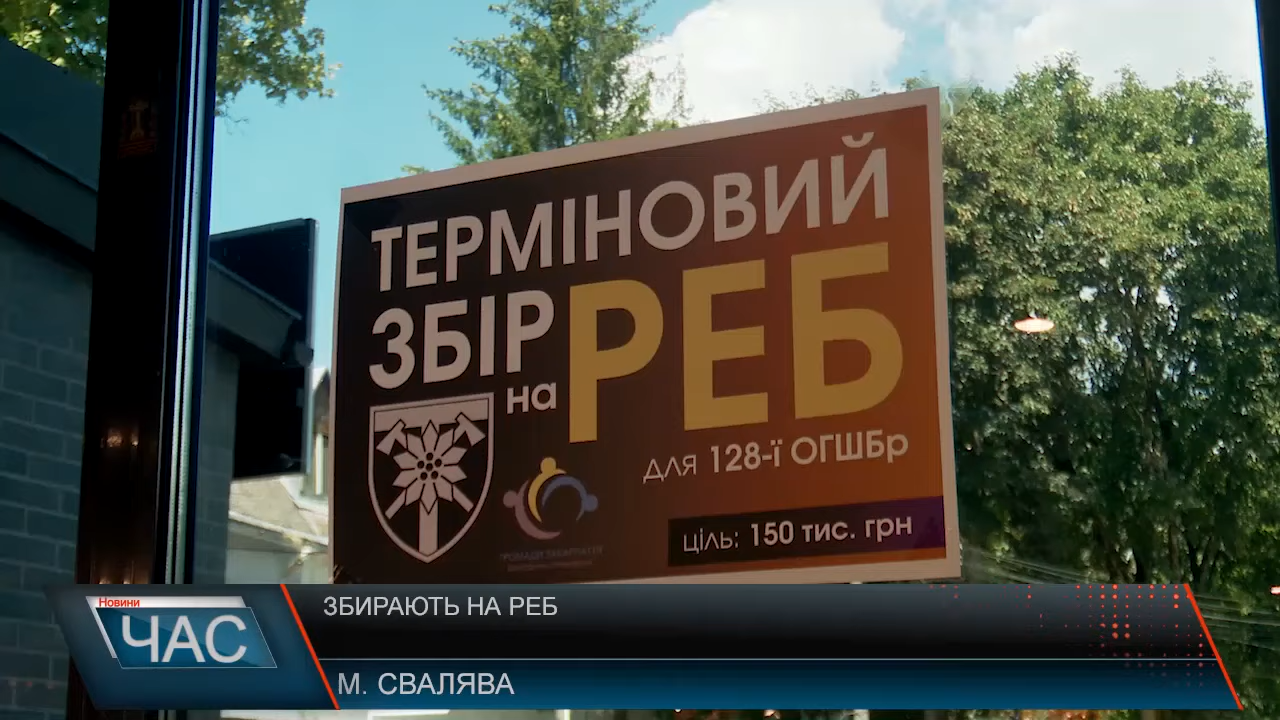 ТЕРМІНОВИЙ
ЗБІР на РЕБ
для 128-ї ОГШБр
ціль: 150 тис. грн
Новини
ЧАС
ЗБИРАЮТЬ НА РЕБ
М. СВАЛЯВА